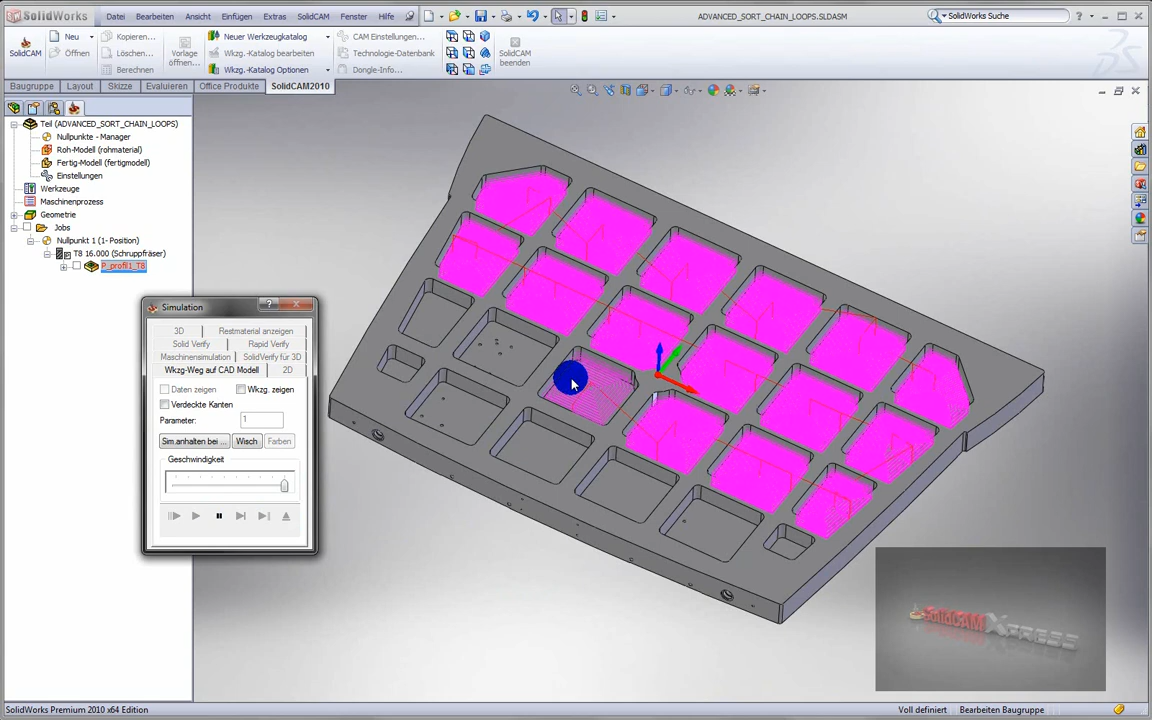 SolidWorks
Datei Bearbeiten Ansicht Einfügen Extras SolidCAM Fenster Hilfe
ADVANCED_SORT_CHAIN_LOOPS.SLDASM
SolidWorks Suche
SolidCAM
Neu
Öffnen
Kopieren...
Löschen...
Berechnen
Vorlage
öffnen...
Neuer Werkzeugkatalog
Wkzg.-Katalog bearbeiten
Wkzg.-Katalog Optionen
CAM Einstellungen...
Technologie-Datenbank
Dongle-Info...
SolidCAM
beenden
Baugruppe Layout Skizze Evaluieren Office Produkte SolidCAM2010
Teil (ADVANCED_SORT_CHAIN_LOOPS)
Nullpunkte - Manager
Roh-Modell (rohmaterial)
Fertig-Modell (fertigmodell)
Einstellungen
Werkzeuge
Maschinenprozess
Geometrie
Jobs
Nullpunkt 1 (1- Position)
T8 16.000 (Schruppfräser)
P_profil1_T8
Simulation
3D Restmaterial anzeigen
Solid Verify Rapid Verify
Maschinensimulation SolidVerify für 3D
Wkzg-Weg auf CAD Modell 2D
Daten zeigen Wkzg. zeigen
Verdeckte Kanten
Parameter: 1
Sim.anhalten bei ... Wisch Farben
Geschwindigkeit
SolidCAM XPRESS
SolidWorks Premium 2010 x64 Edition
Voll definiert Bearbeiten Baugruppe